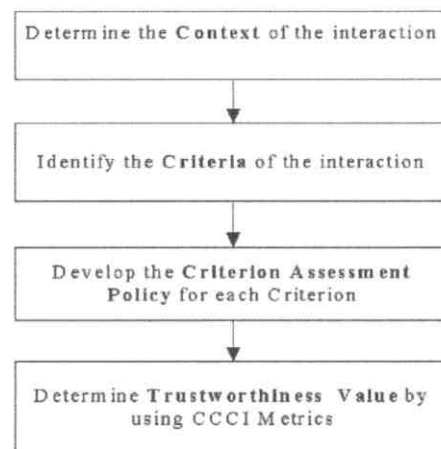 Determine the Context of the interaction
Identify the Criteria of the interaction
Develop the Criterion Assessment
Policy for each Criterion
Determine Trustworthiness Value by
using CCCI Metrics